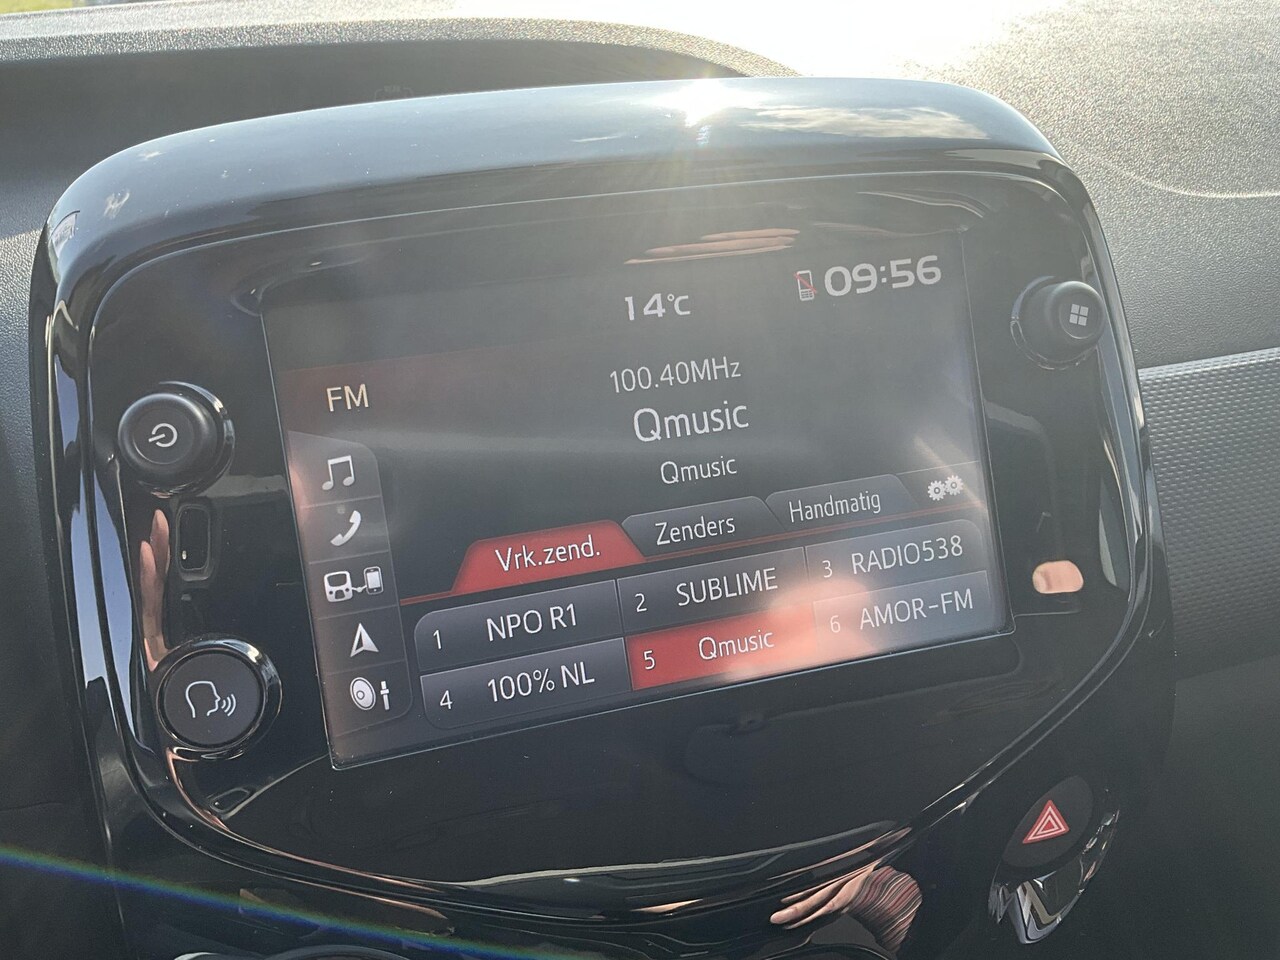 14°C
09:56
FM
100.40MHz
Qmusic
Qmusic
Vrk.zend.
Zenders
Handmatig
1 NPO R1
2 SUBLIME
3 RADIO538
4 100% NL
5 Qmusic
6 AMOR-FM